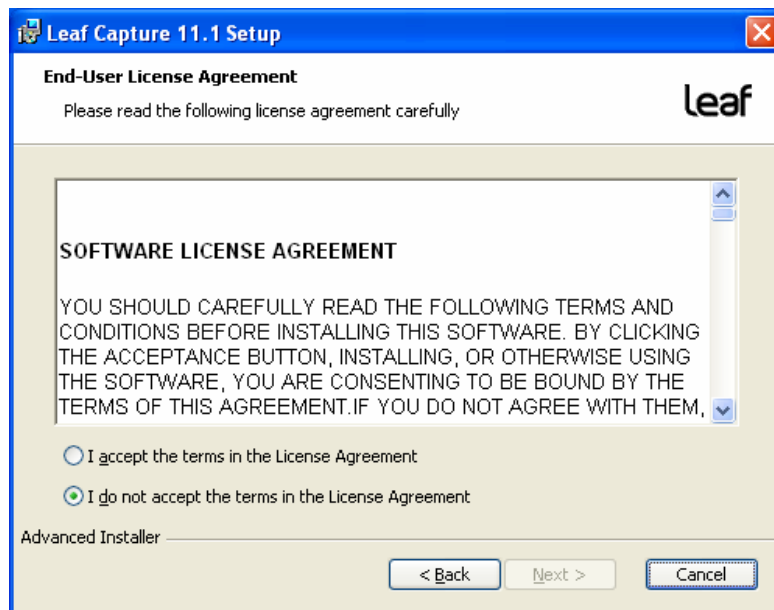 Leaf Capture 11.1 Setup
End-User License Agreement
Please read the following license agreement carefully
leaf
SOFTWARE LICENSE AGREEMENT
YOU SHOULD CAREFULLY READ THE FOLLOWING TERMS AND
CONDITIONS BEFORE INSTALLING THIS SOFTWARE. BY CLICKING
THE ACCEPTANCE BUTTON, INSTALLING, OR OTHERWISE USING
THE SOFTWARE, YOU ARE CONSENTING TO BE BOUND BY THE
TERMS OF THIS AGREEMENT.IF YOU DO NOT AGREE WITH THEM,
I accept the terms in the License Agreement
I do not accept the terms in the License Agreement
Advanced Installer
< Back Next > Cancel